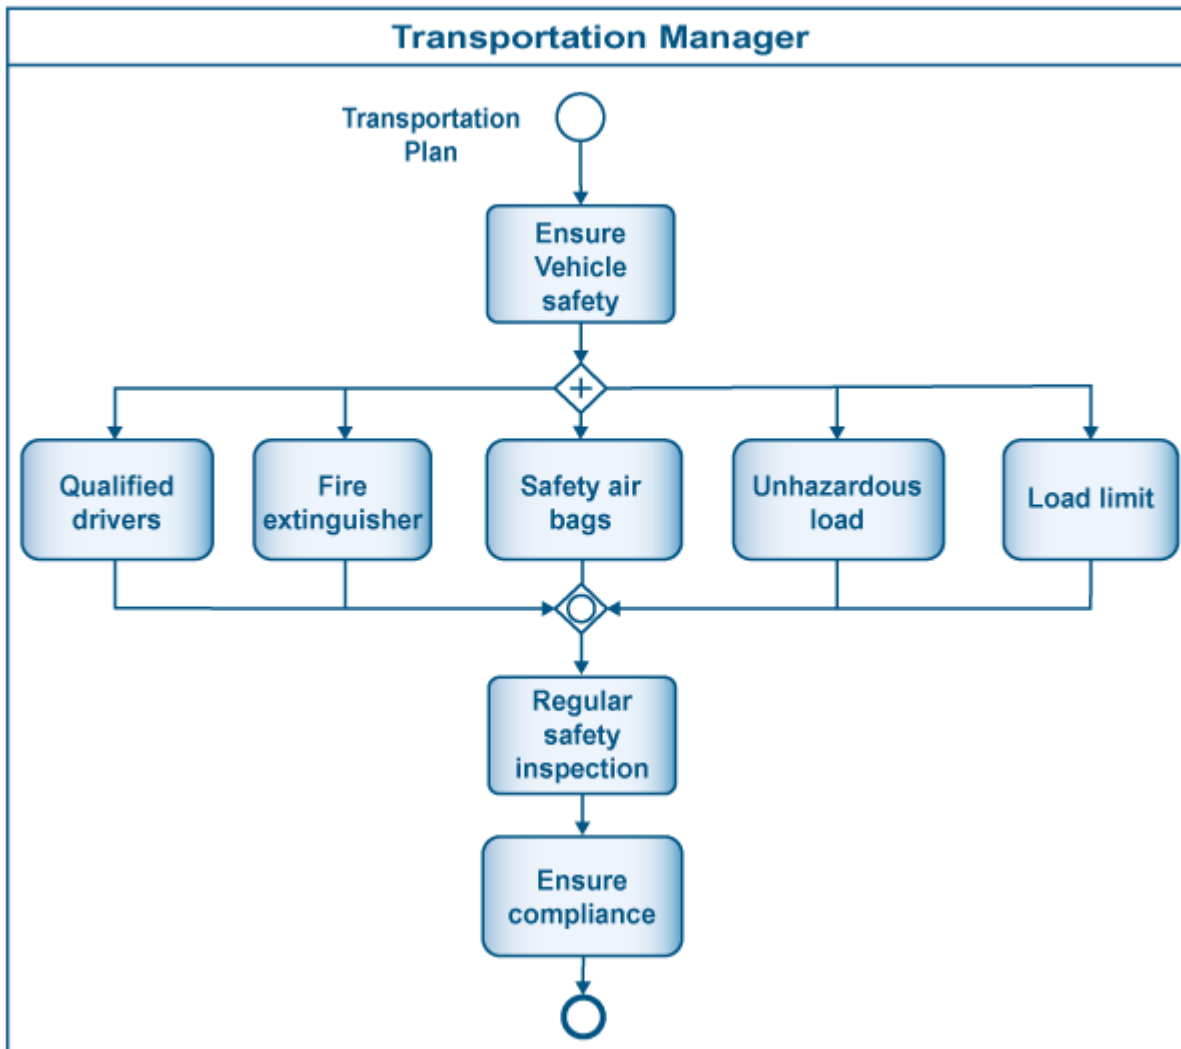 Transportation Manager
Transportation
Plan
Ensure
Vehicle
safety
Qualified
drivers
Fire
extinguisher
Safety air
bags
Unhazardous
load
Load limit
Regular
safety
inspection
Ensure
compliance